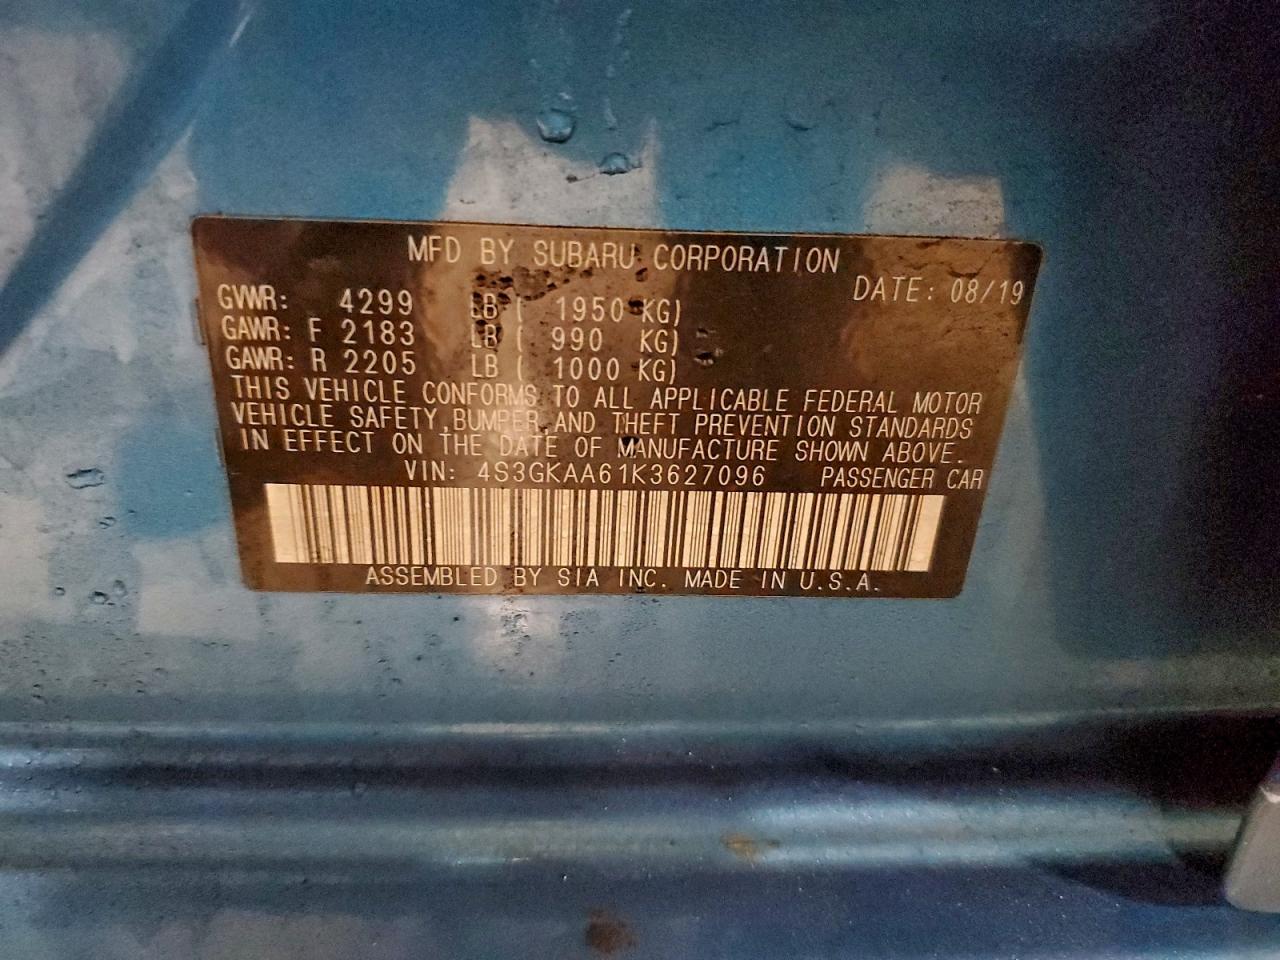 MFD BY SUBARU CORPORATION
DATE: 08/19
GVWR: 4299 LB ( 1950 KG)
GAWR: F 2183 LB ( 990 KG)
GAWR: R 2205 LB ( 1000 KG)
THIS VEHICLE CONFORMS TO ALL APPLICABLE FEDERAL MOTOR
VEHICLE SAFETY, BUMPER, AND THEFT PREVENTION STANDARDS
IN EFFECT ON THE DATE OF MANUFACTURE SHOWN ABOVE.
VIN: 4S3GKAA61K3627096 PASSENGER CAR
ASSEMBLED BY SIA INC. MADE IN U.S.A.